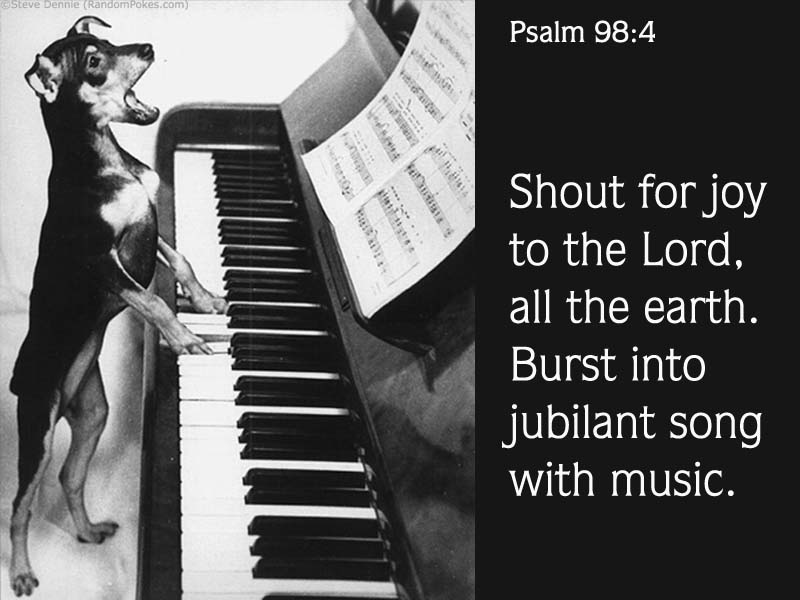 ©Steve Dennie (RandomPokes.com)
Psalm 98:4
Shout for joy
to the Lord,
all the earth.
Burst into
jubilant song
with music.